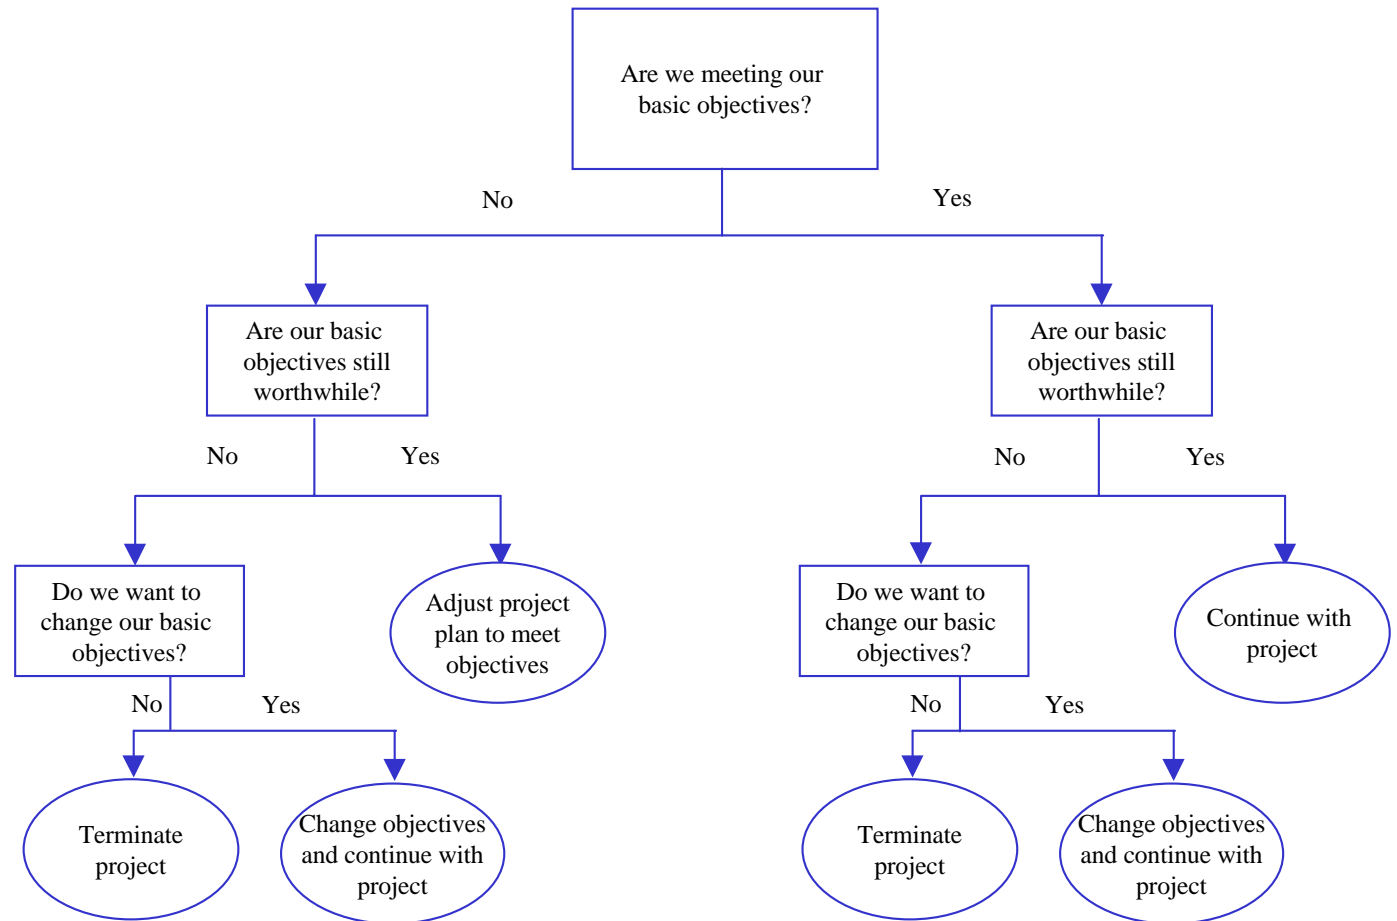 Are we meeting our
basic objectives?
No
Yes
Are our basic
objectives still
worthwhile?
Are our basic
objectives still
worthwhile?
No
Yes
No
Yes
Do we want to
change our basic
objectives?
Adjust project
plan to meet
objectives
Do we want to
change our basic
objectives?
Continue with
project
No
Yes
No
Yes
Terminate
project
Change objectives
and continue with
project
Terminate
project
Change objectives
and continue with
project